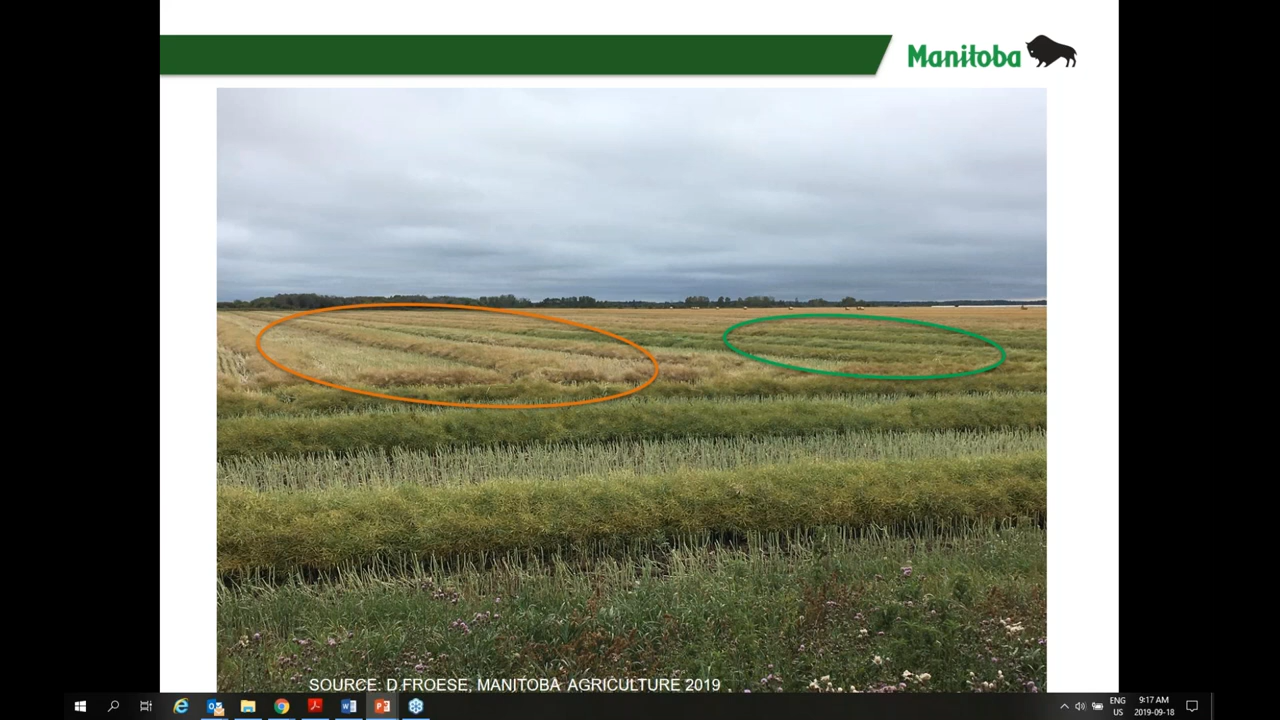 Manitoba
SOURCE: D FROESE, MANITOBA AGRICULTURE 2019
ENG
US
9:17 AM
2019-09-18